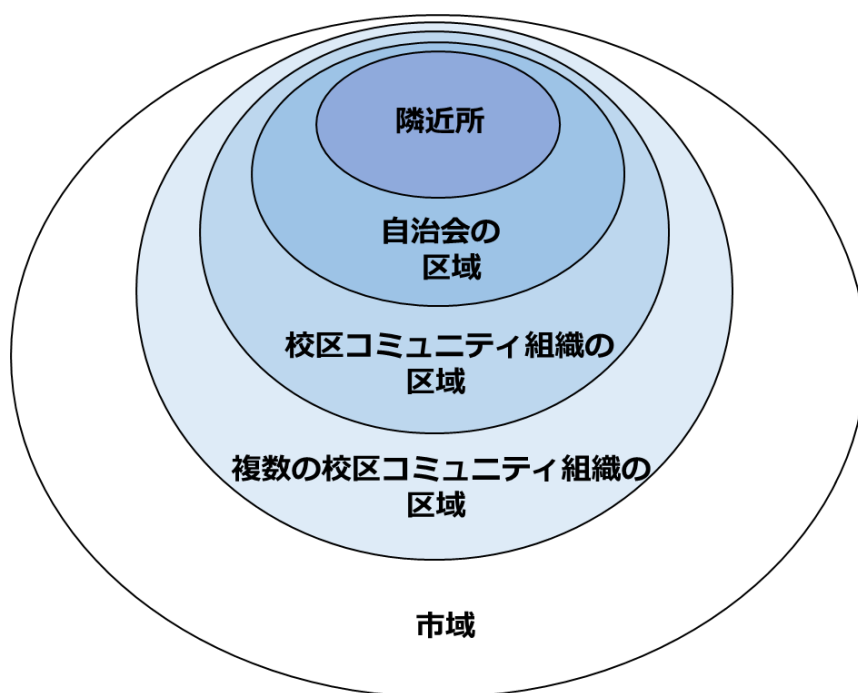 隣近所
自治会の
区域
校区コミュニティ組織の
区域
複数の校区コミュニティ組織の
区域
市域